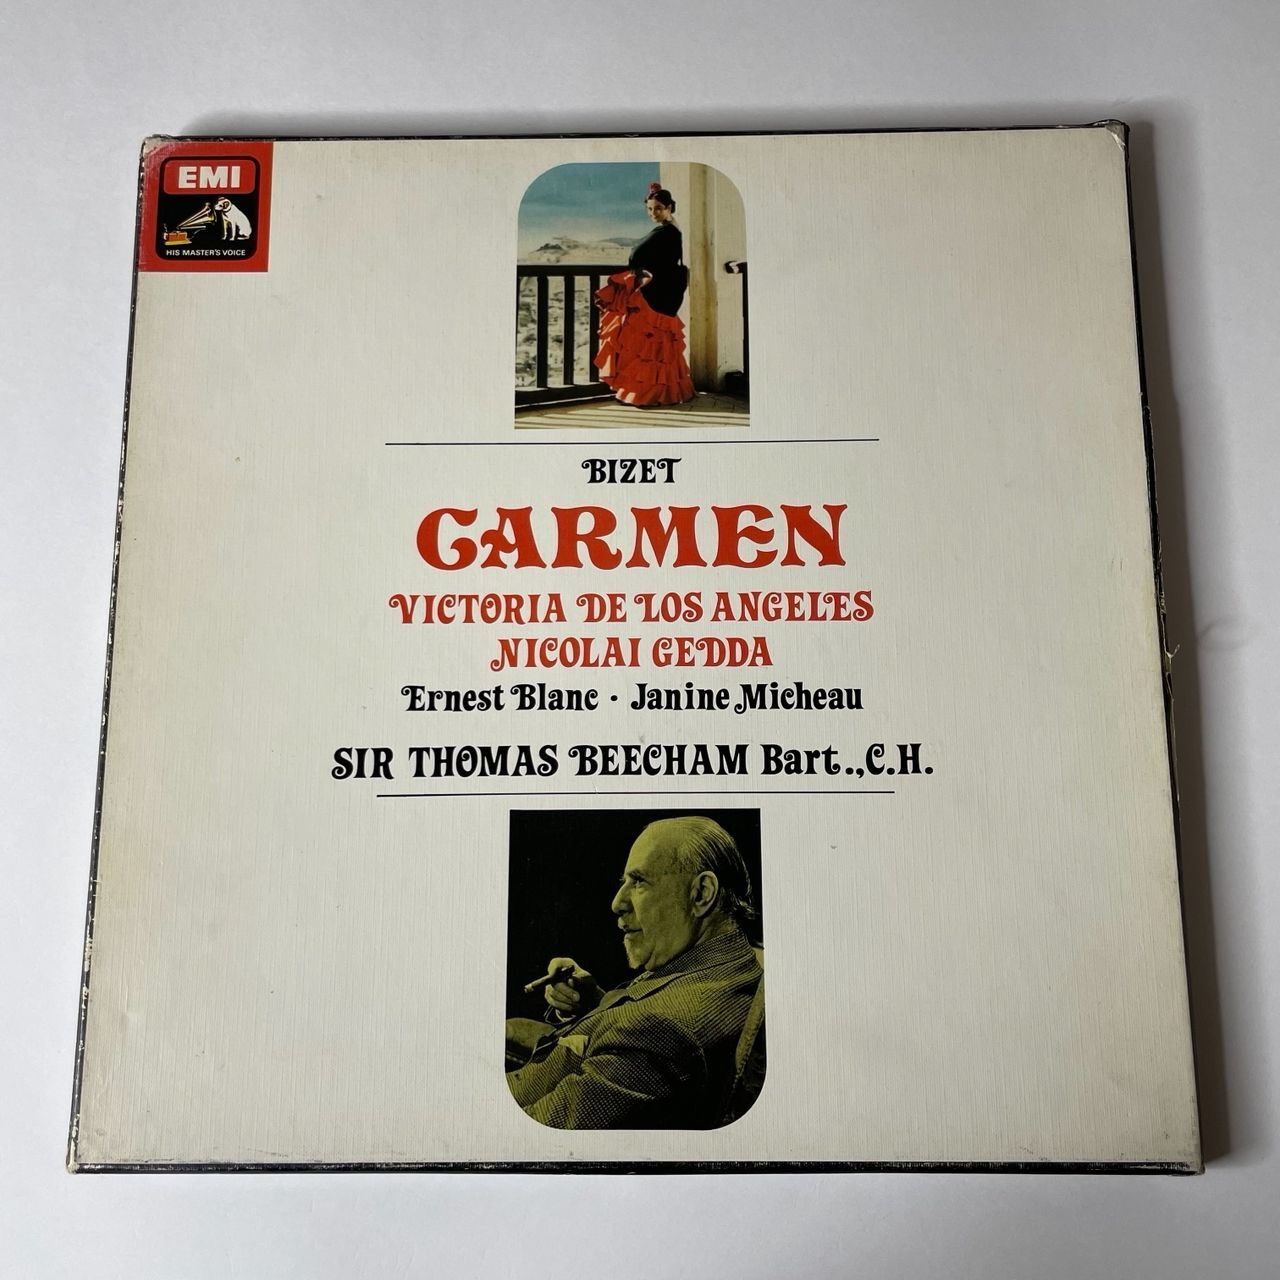 EMI
HIS MASTER'S VOICE
BIZET
CARMEN
VICTORIA DE LOS ANGELES
NICOLAI GEDDA
Ernest Blanc · Janine Micheau
SIR THOMAS BEECHAM Bart.,C.H.